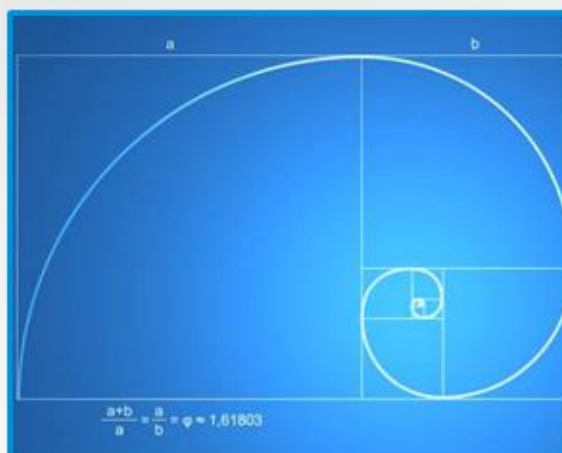 a b
a+b/a = a/b = φ ≈ 1,61803